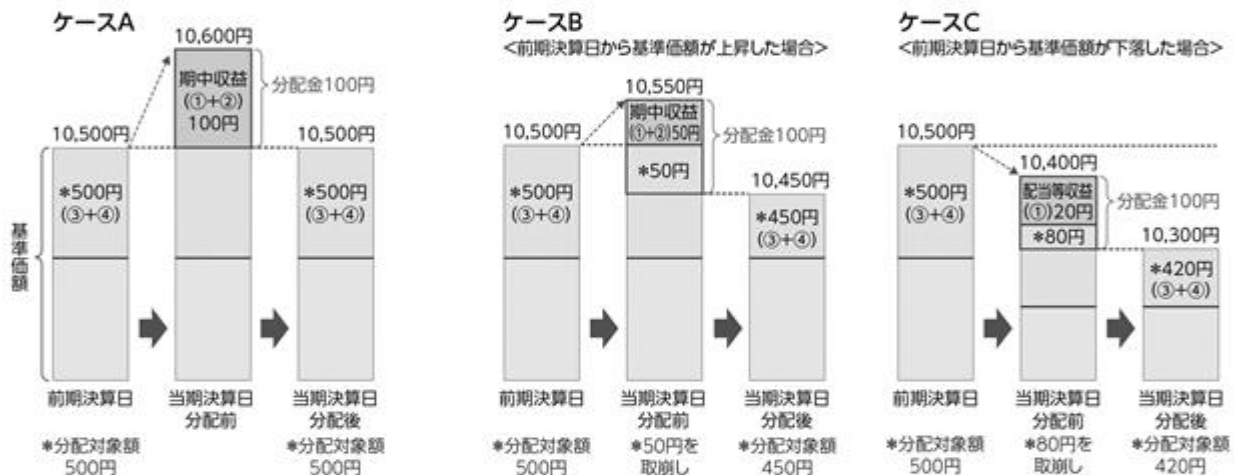 ケースA
10,600円
期中収益
(①+②)
100円
分配金100円
10,500円
10,500円
*500円
(③+④)
*500円
(③+④)
基準価額
前期決算日
当期決算日
分配前
当期決算日
分配後
*分配対象額
500円
*分配対象額
500円
ケースB
<前期決算日から基準価額が上昇した場合>
10,550円
期中収益
(①+②)50円
分配金100円
10,500円
*50円
10,450円
*500円
(③+④)
*450円
(③+④)
前期決算日
当期決算日
分配前
当期決算日
分配後
*分配対象額
500円
*50円を
取崩し
*分配対象額
450円
ケースC
<前期決算日から基準価額が下落した場合>
10,500円
10,400円
配当等収益
(①)20円
分配金100円
*80円
10,300円
*500円
(③+④)
*420円
(③+④)
前期決算日
当期決算日
分配前
当期決算日
分配後
*分配対象額
500円
*80円を
取崩し
*分配対象額
420円